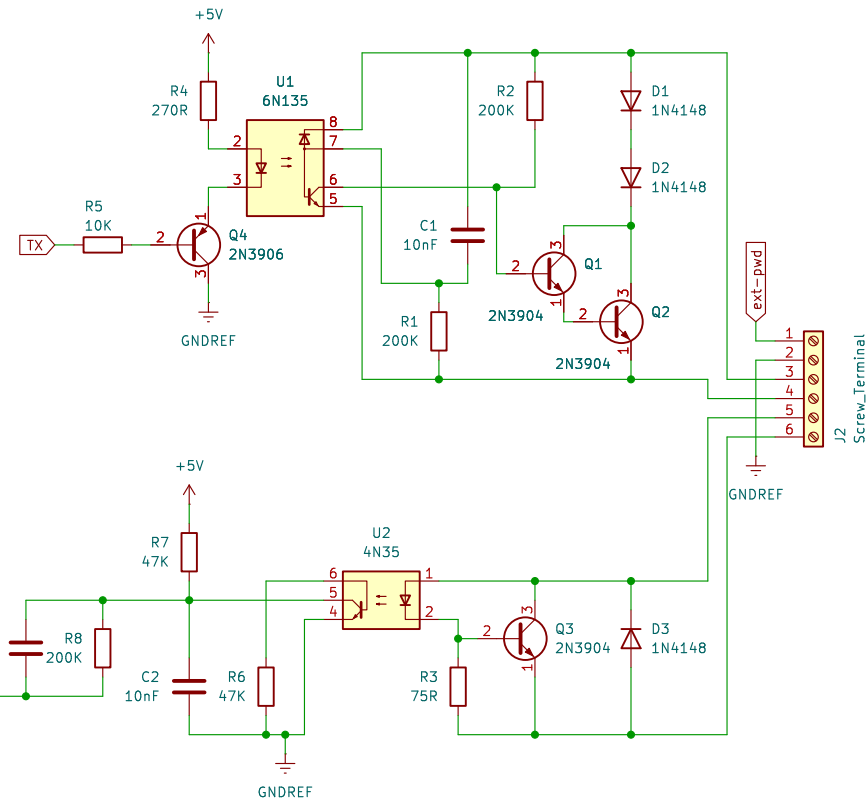 +5V
R4
270R
U1
6N135
2
3
8
7
6
5
R2
200K
D1
1N4148
D2
1N4148
C1
10nF
TX
R5
10K
2
1
3
Q4
2N3906
GNDREF
R1
200K
2
3
1
Q1
2N3904
2
3
1
Q2
2N3904
ext-pwd
1
2
3
4
5
6
J2
Screw_Terminal
GNDREF
+5V
R7
47K
U2
4N35
6
5
4
1
2
R8
200K
C2
10nF
R6
47K
R3
75R
2
3
1
Q3
2N3904
D3
1N4148
GNDREF